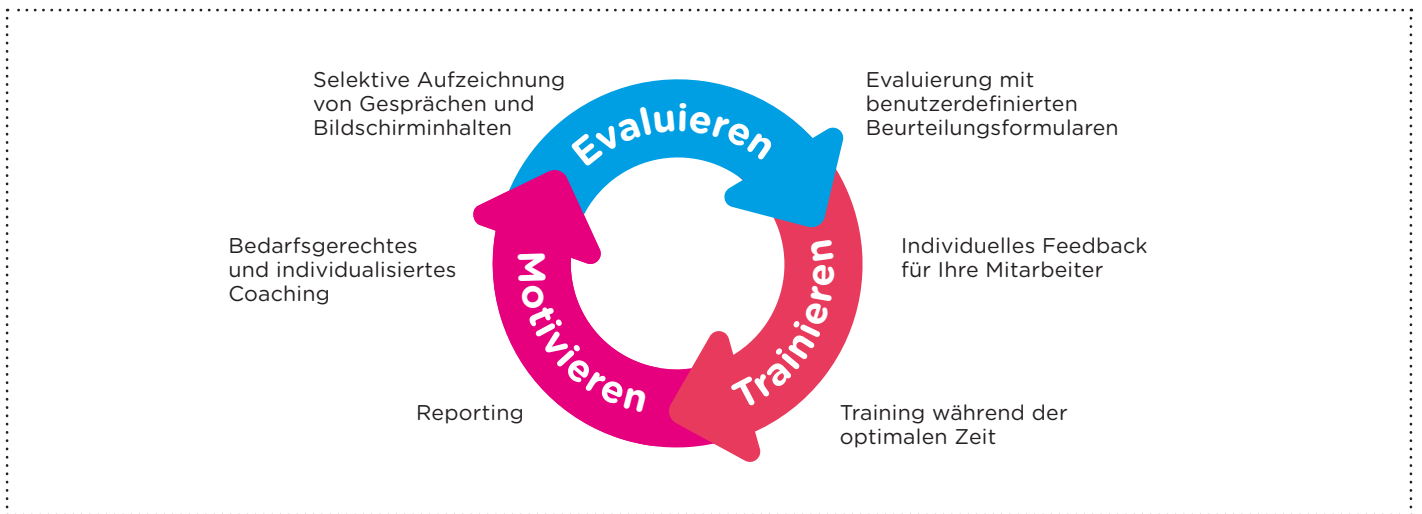 Selektive Aufzeichnung
von Gesprächen und
Bildschirminhalten
Evaluieren
Evaluierung mit
benutzerdefinierten
Beurteilungsformularen
Trainieren
Individuelles Feedback
für Ihre Mitarbeiter
Training während der
optimalen Zeit
Motivieren
Reporting
Bedarfsgerechtes
und individualisiertes
Coaching